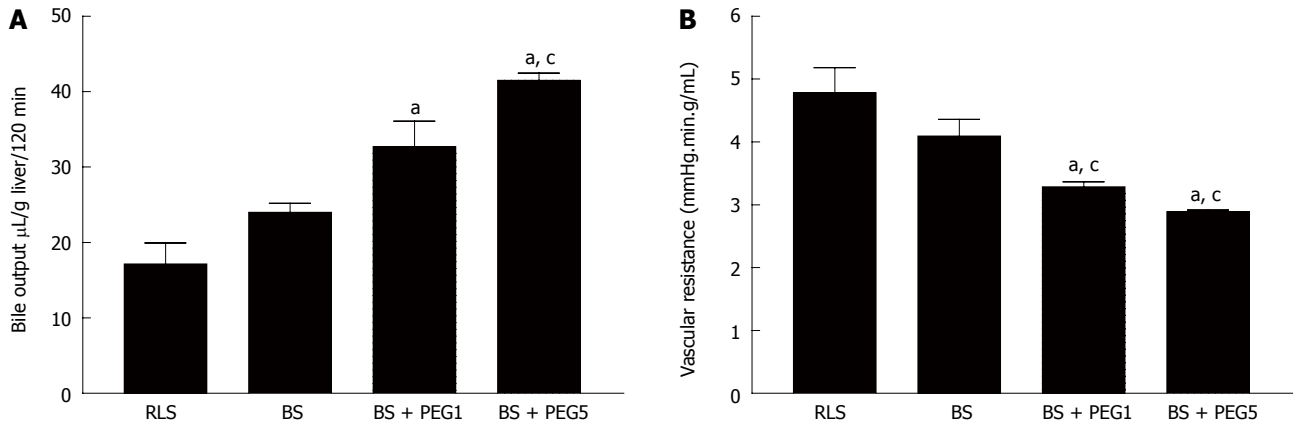 A
Bile output µL/g liver/120 min
50
40
30
20
10
0
a
a, c
RLS
BS
BS + PEG1
BS + PEG5
B
Vascular resistance (mmHg.min.g/mL)
6
5
4
3
2
1
0
a, c
a, c
RLS
BS
BS + PEG1
BS + PEG5